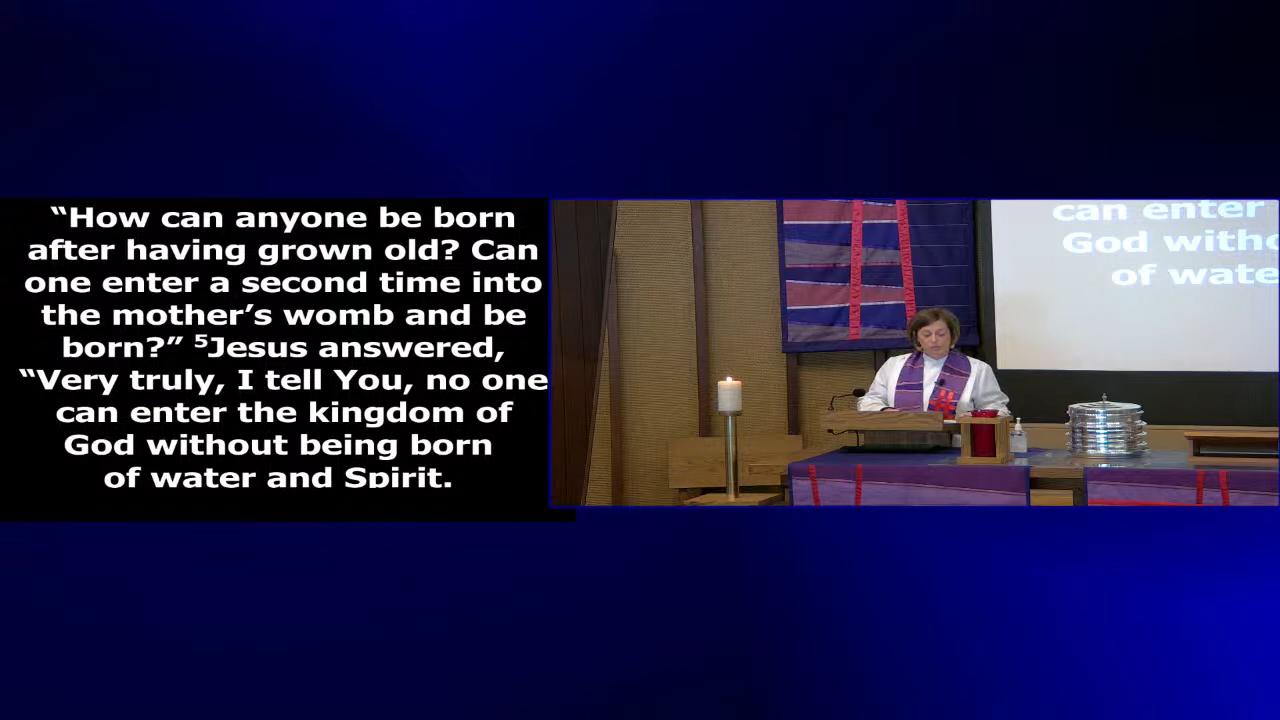 “How can anyone be born
after having grown old? Can
one enter a second time into
the mother’s womb and be
born?” ⁵Jesus answered,
“Very truly, I tell You, no one
can enter the kingdom of
God without being born
of water and Spirit.
can enter
God witho
of wate